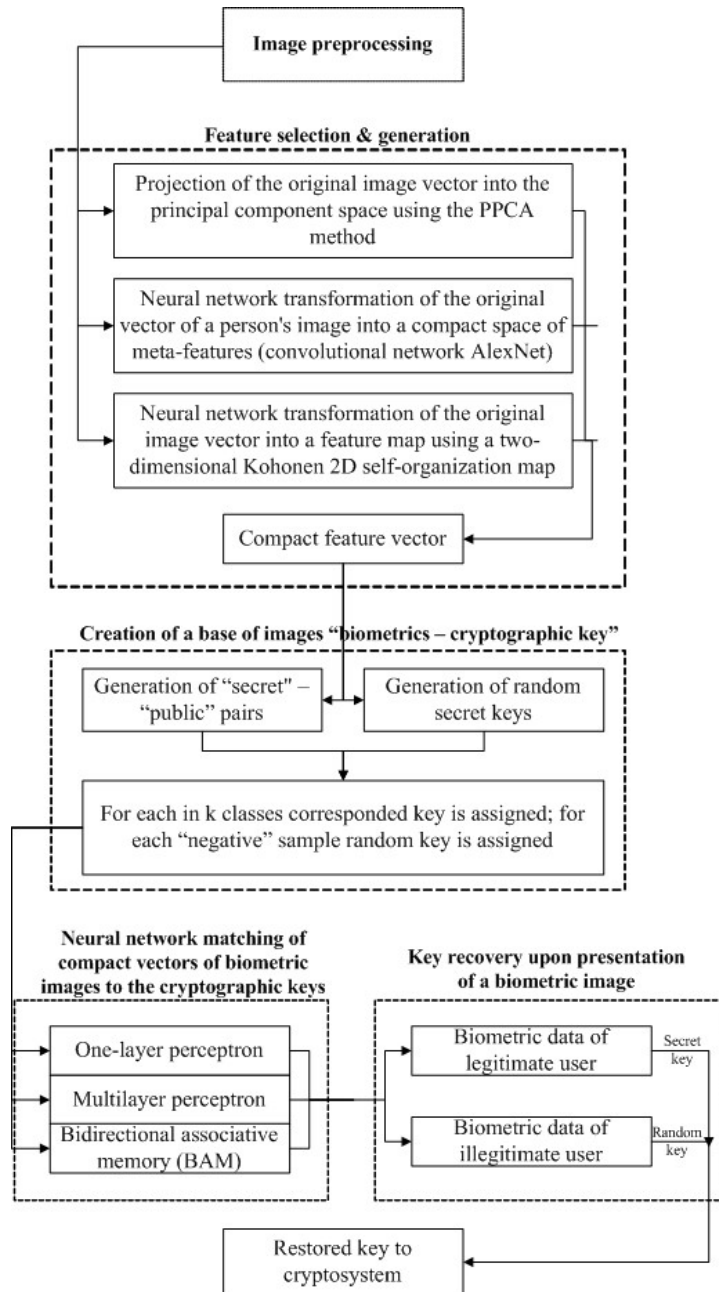 Image preprocessing
Feature selection & generation
Projection of the original image vector into the
principal component space using the PPCA
method
Neural network transformation of the original
vector of a person's image into a compact space of
meta-features (convolutional network AlexNet)
Neural network transformation of the original
image vector into a feature map using a two-
dimensional Kohonen 2D self-organization map
Compact feature vector
Creation of a base of images “biometrics – cryptographic key”
Generation of “secret" –
“public” pairs
Generation of random
secret keys
For each in k classes corresponded key is assigned; for
each “negative” sample random key is assigned
Neural network matching of
compact vectors of biometric
images to the cryptographic keys
One-layer perceptron
Multilayer perceptron
Bidirectional associative
memory (BAM)
Key recovery upon presentation
of a biometric image
Biometric data of
legitimate user
Secret
key
Biometric data of
illegitimate user
Random
key
Restored key to
cryptosystem